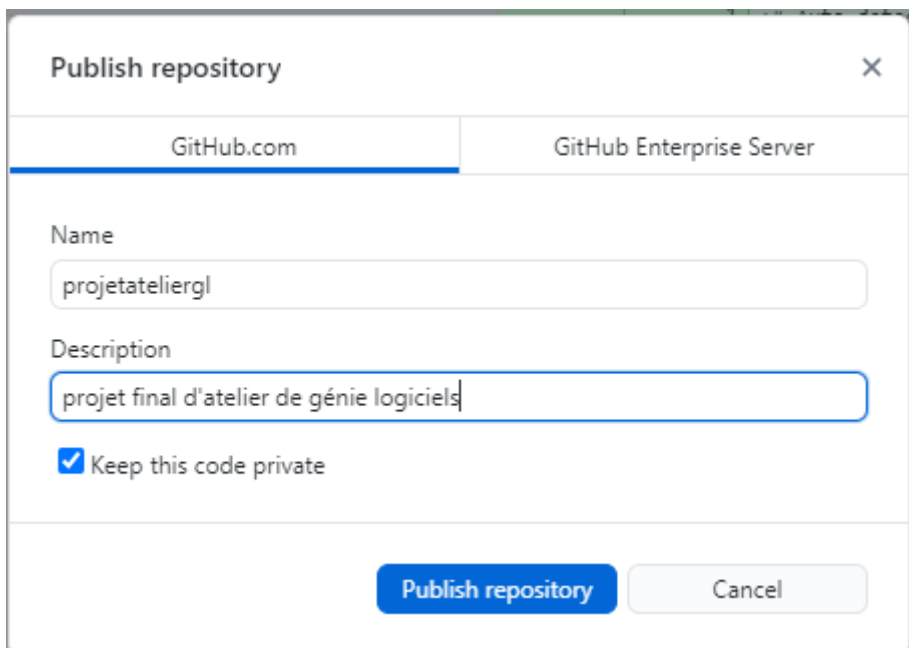 Publish repository
GitHub.com
GitHub Enterprise Server
Name
projetateliergl
Description
projet final d'atelier de génie logiciels
Keep this code private
Publish repository
Cancel